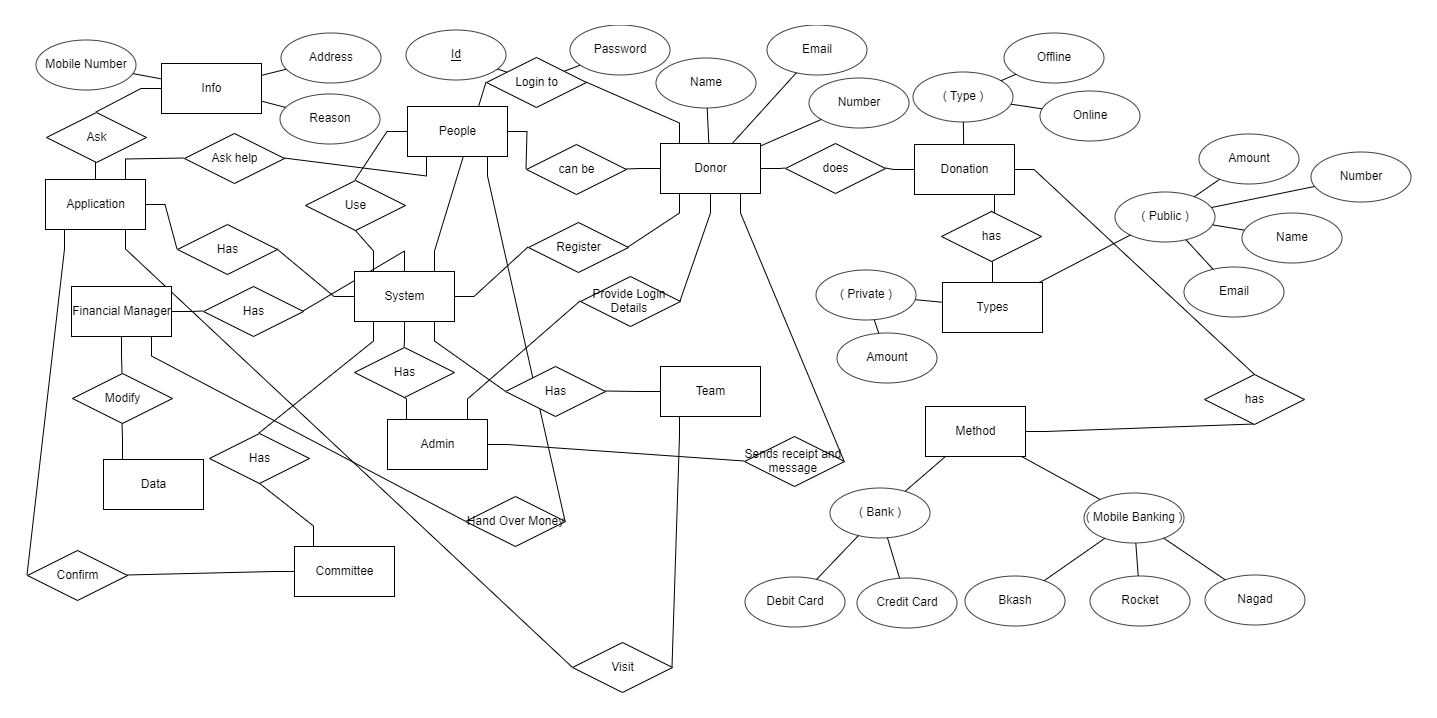 Id
Password
Email
Mobile Number
Info
Address
Login to
Name
Number
( Type )
Offline
Online
Reason
Ask
People
Ask help
can be
Donor
does
Donation
Amount
Number
Application
Use
Has
Register
has
( Public )
Name
Email
Financial Manager
Has
System
Provide Login
Details
( Private )
Types
Amount
Modify
Has
Has
Team
has
Data
Has
Admin
Sends receipt and
message
Method
Hand Over Money
( Bank )
( Mobile Banking )
Confirm
Committee
Debit Card
Credit Card
Bkash
Rocket
Nagad
Visit